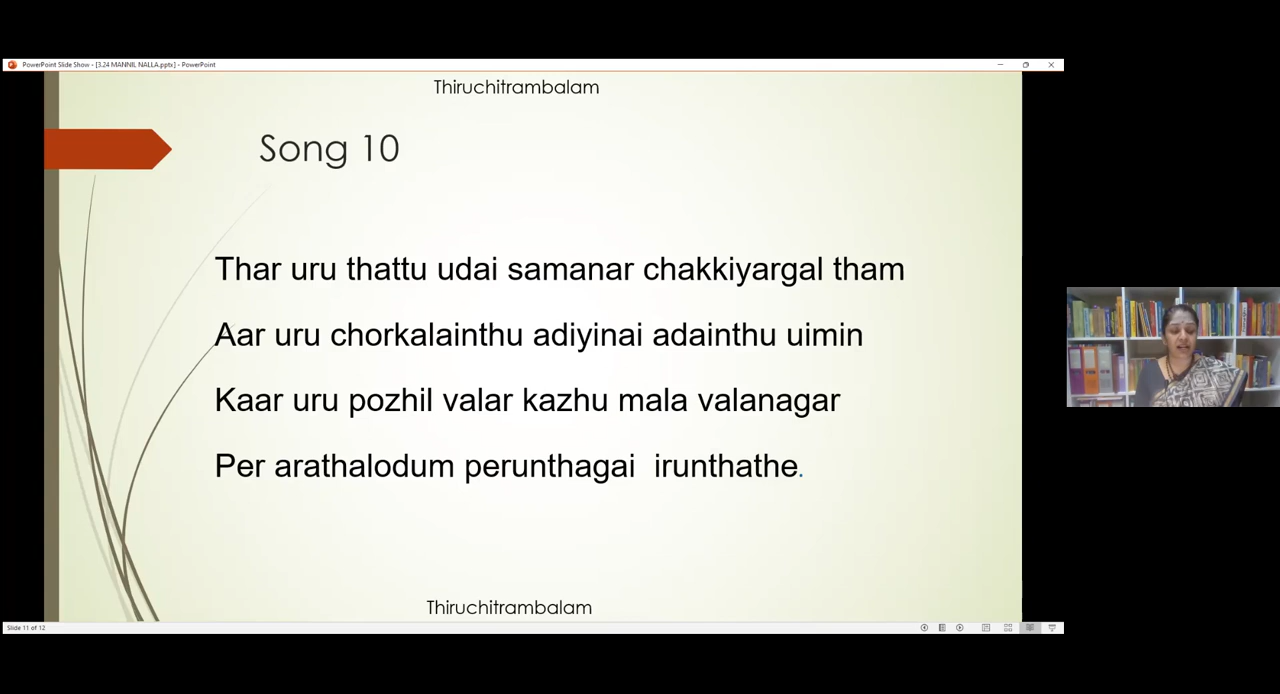 PowerPoint Slide Show - [3.24 MANNIL NALLA.pptx] - PowerPoint
Thiruchitrambalam
Song 10
Thar uru thattu udai samanar chakkiyargal tham
Aar uru chorkalainthu adiyinai adainthu uimin
Kaar uru pozhil valar kazhu mala valanagar
Per arathalodum perunthagai irunthathe.
Thiruchitrambalam
Slide 11 of 12